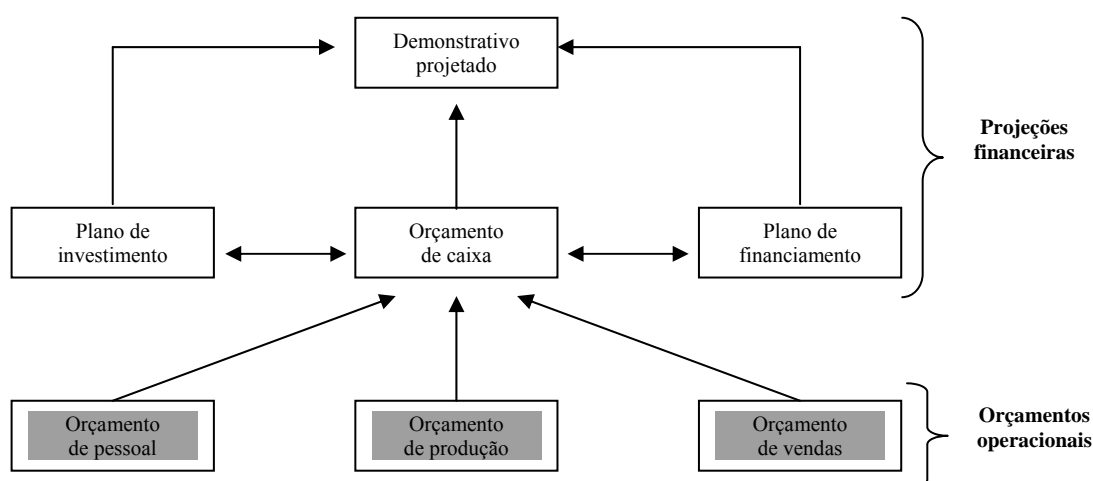 Demonstrativo
projetado
Projeções
financeiras
Plano de
investimento
Orçamento
de caixa
Plano de
financiamento
Orçamento
de pessoal
Orçamento
de produção
Orçamento
de vendas
Orçamentos
operacionais